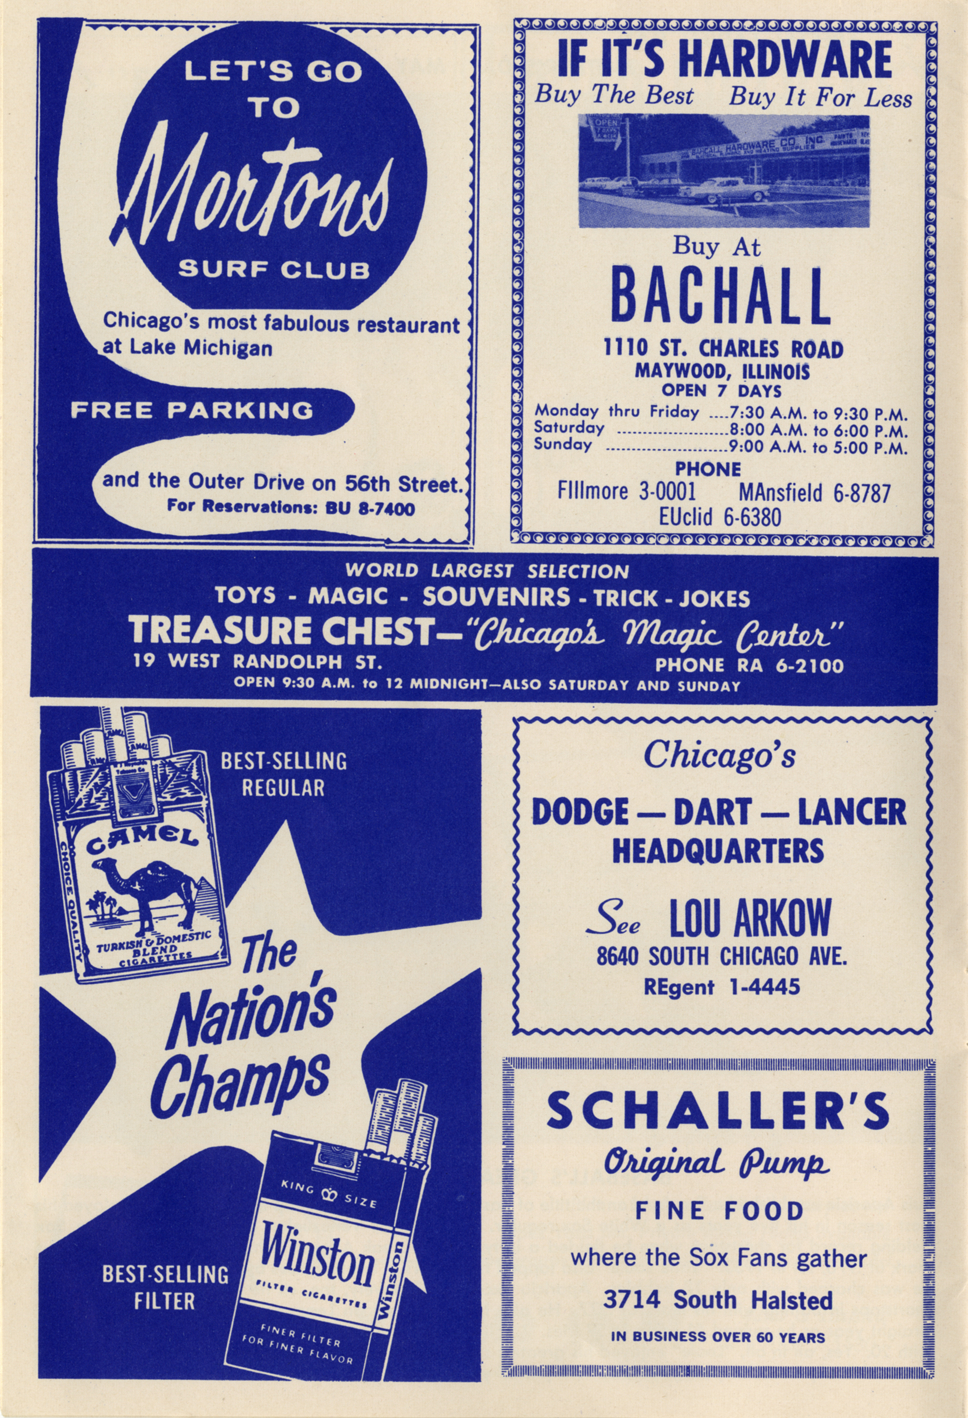 LET'S GO
TO
Mortons
SURF CLUB
Chicago's most fabulous restaurant
at Lake Michigan
FREE PARKING
and the Outer Drive on 56th Street.
For Reservations: BU 8-7400
IF IT'S HARDWARE
Buy The Best Buy It For Less
OPEN
BACHALL HARDWARE CO INC
PAINTS
Buy At
BACHALL
1110 ST. CHARLES ROAD
MAYWOOD, ILLINOIS
OPEN 7 DAYS
Monday thru Friday ....7:30 A.M. to 9:30 P.M.
Saturday ......................8:00 A.M. to 6:00 P.M.
Sunday ........................9:00 A.M. to 5:00 P.M.
PHONE
FIllmore 3-0001 MAnsfield 6-8787
EUclid 6-6380
WORLD LARGEST SELECTION
TOYS - MAGIC - SOUVENIRS - TRICK - JOKES
TREASURE CHEST—"Chicago's Magic Center"
19 WEST RANDOLPH ST. PHONE RA 6-2100
OPEN 9:30 A.M. to 12 MIDNIGHT—ALSO SATURDAY AND SUNDAY
BEST-SELLING
REGULAR
CAMEL
CAMEL
CHOICE QUALITY
TURKISH & DOMESTIC
BLEND
CIGARETTES
The
Nation's
Champs
KING SIZE
Winston
FILTER CIGARETTES
Winston
FINER FILTER
FOR FINER FLAVOR
BEST-SELLING
FILTER
Chicago's
DODGE — DART — LANCER
HEADQUARTERS
See LOU ARKOW
8640 SOUTH CHICAGO AVE.
REgent 1-4445
SCHALLER'S
Original Pump
FINE FOOD
where the Sox Fans gather
3714 South Halsted
IN BUSINESS OVER 60 YEARS